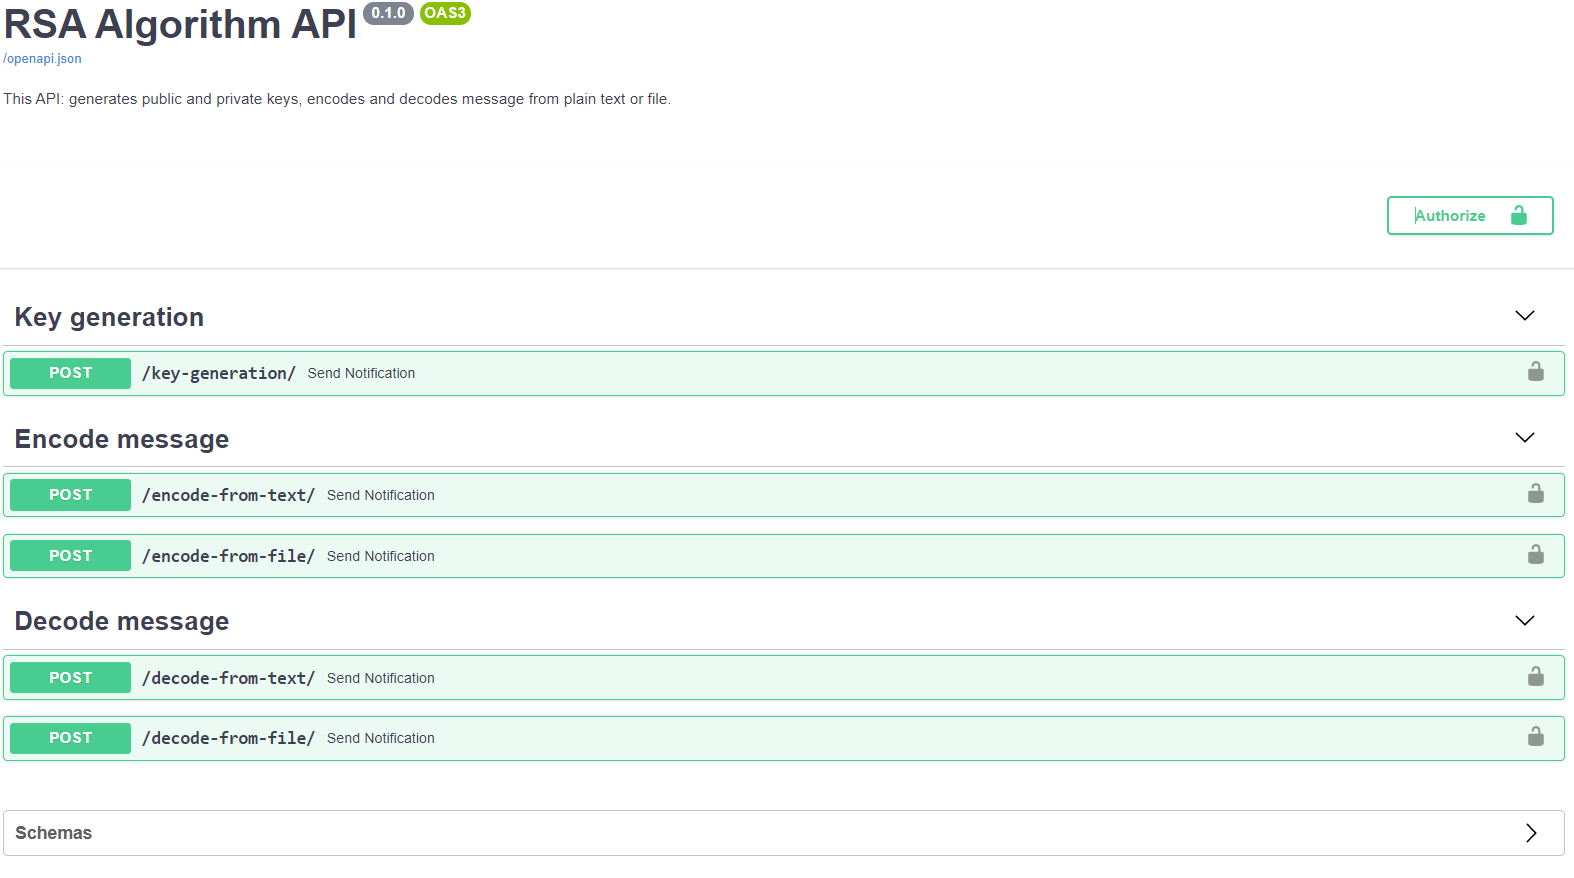 RSA Algorithm API 0.1.0 OAS3
/openapi.json
This API: generates public and private keys, encodes and decodes message from plain text or file.
Authorize
Key generation
POST /key-generation/ Send Notification
Encode message
POST /encode-from-text/ Send Notification
POST /encode-from-file/ Send Notification
Decode message
POST /decode-from-text/ Send Notification
POST /decode-from-file/ Send Notification
Schemas